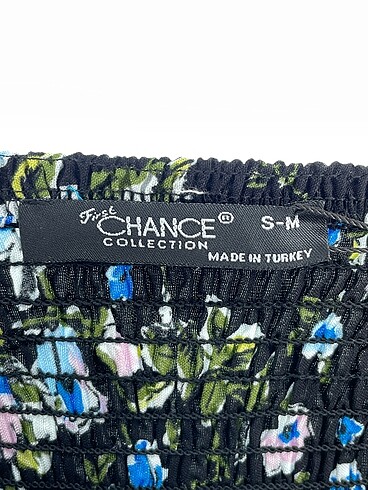 First
CHANCE® S-M
COLLECTION
MADE IN TURKEY